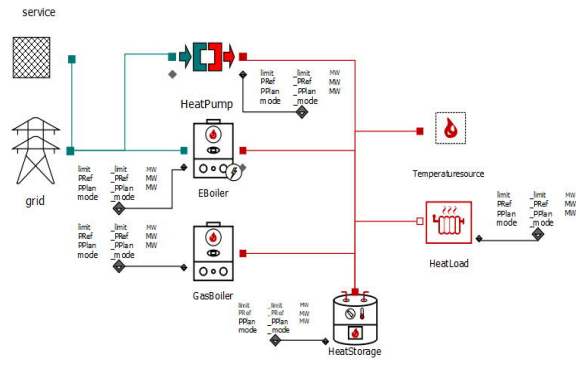 service
limit _limit MW
PRef _PRef MW
PPlan _PPlan MW
mode _mode
HeatPump
Temperaturesource
grid
limit _limit MW
PRef _PRef MW
PPlan _PPlan MW
mode _mode
EBoiler
limit _limit MW
PRef _PRef MW
PPlan _PPlan MW
mode _mode
HeatLoad
limit _limit MW
PRef _PRef MW
PPlan _PPlan MW
mode _mode
GasBoiler
limit _limit MW
PRef _PRef MW
PPlan _PPlan MW
mode _mode
HeatStorage